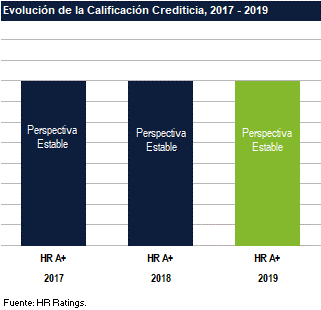 Evolución de la Calificación Crediticia, 2017 - 2019
Perspectiva Perspectiva Perspectiva
Estable Estable Estable
HR A+ HR A+ HR A+
2017 2018 2019
Fuente: HR Ratings.